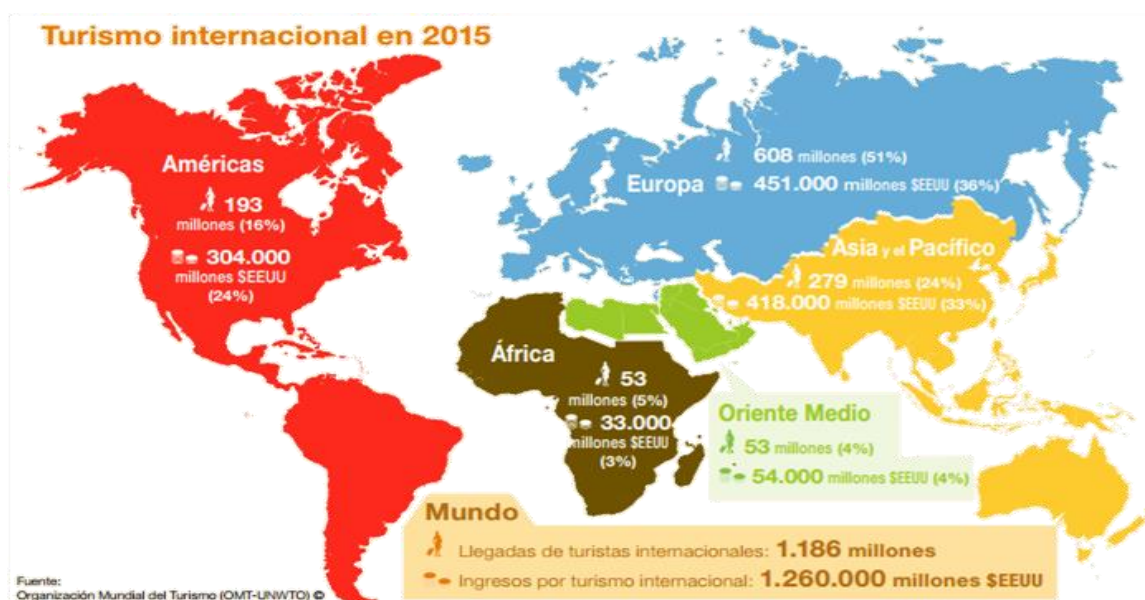 Turismo internacional en 2015
Américas
193
millones (16%)
304.000
millones $EEUU
(24%)
608 millones (51%)
Europa 451.000 millones $EEUU (36%)
Asia y el Pacífico
279 millones (24%)
418.000 millones $EEUU (33%)
África
53
millones (5%)
33.000
millones $EEUU
(3%)
Oriente Medio
53 millones (4%)
54.000 millones $EEUU (4%)
Mundo
Llegadas de turistas internacionales: 1.186 millones
Ingresos por turismo internacional: 1.260.000 millones $EEUU
Fuente:
Organización Mundial del Turismo (OMT-UNWTO) ©